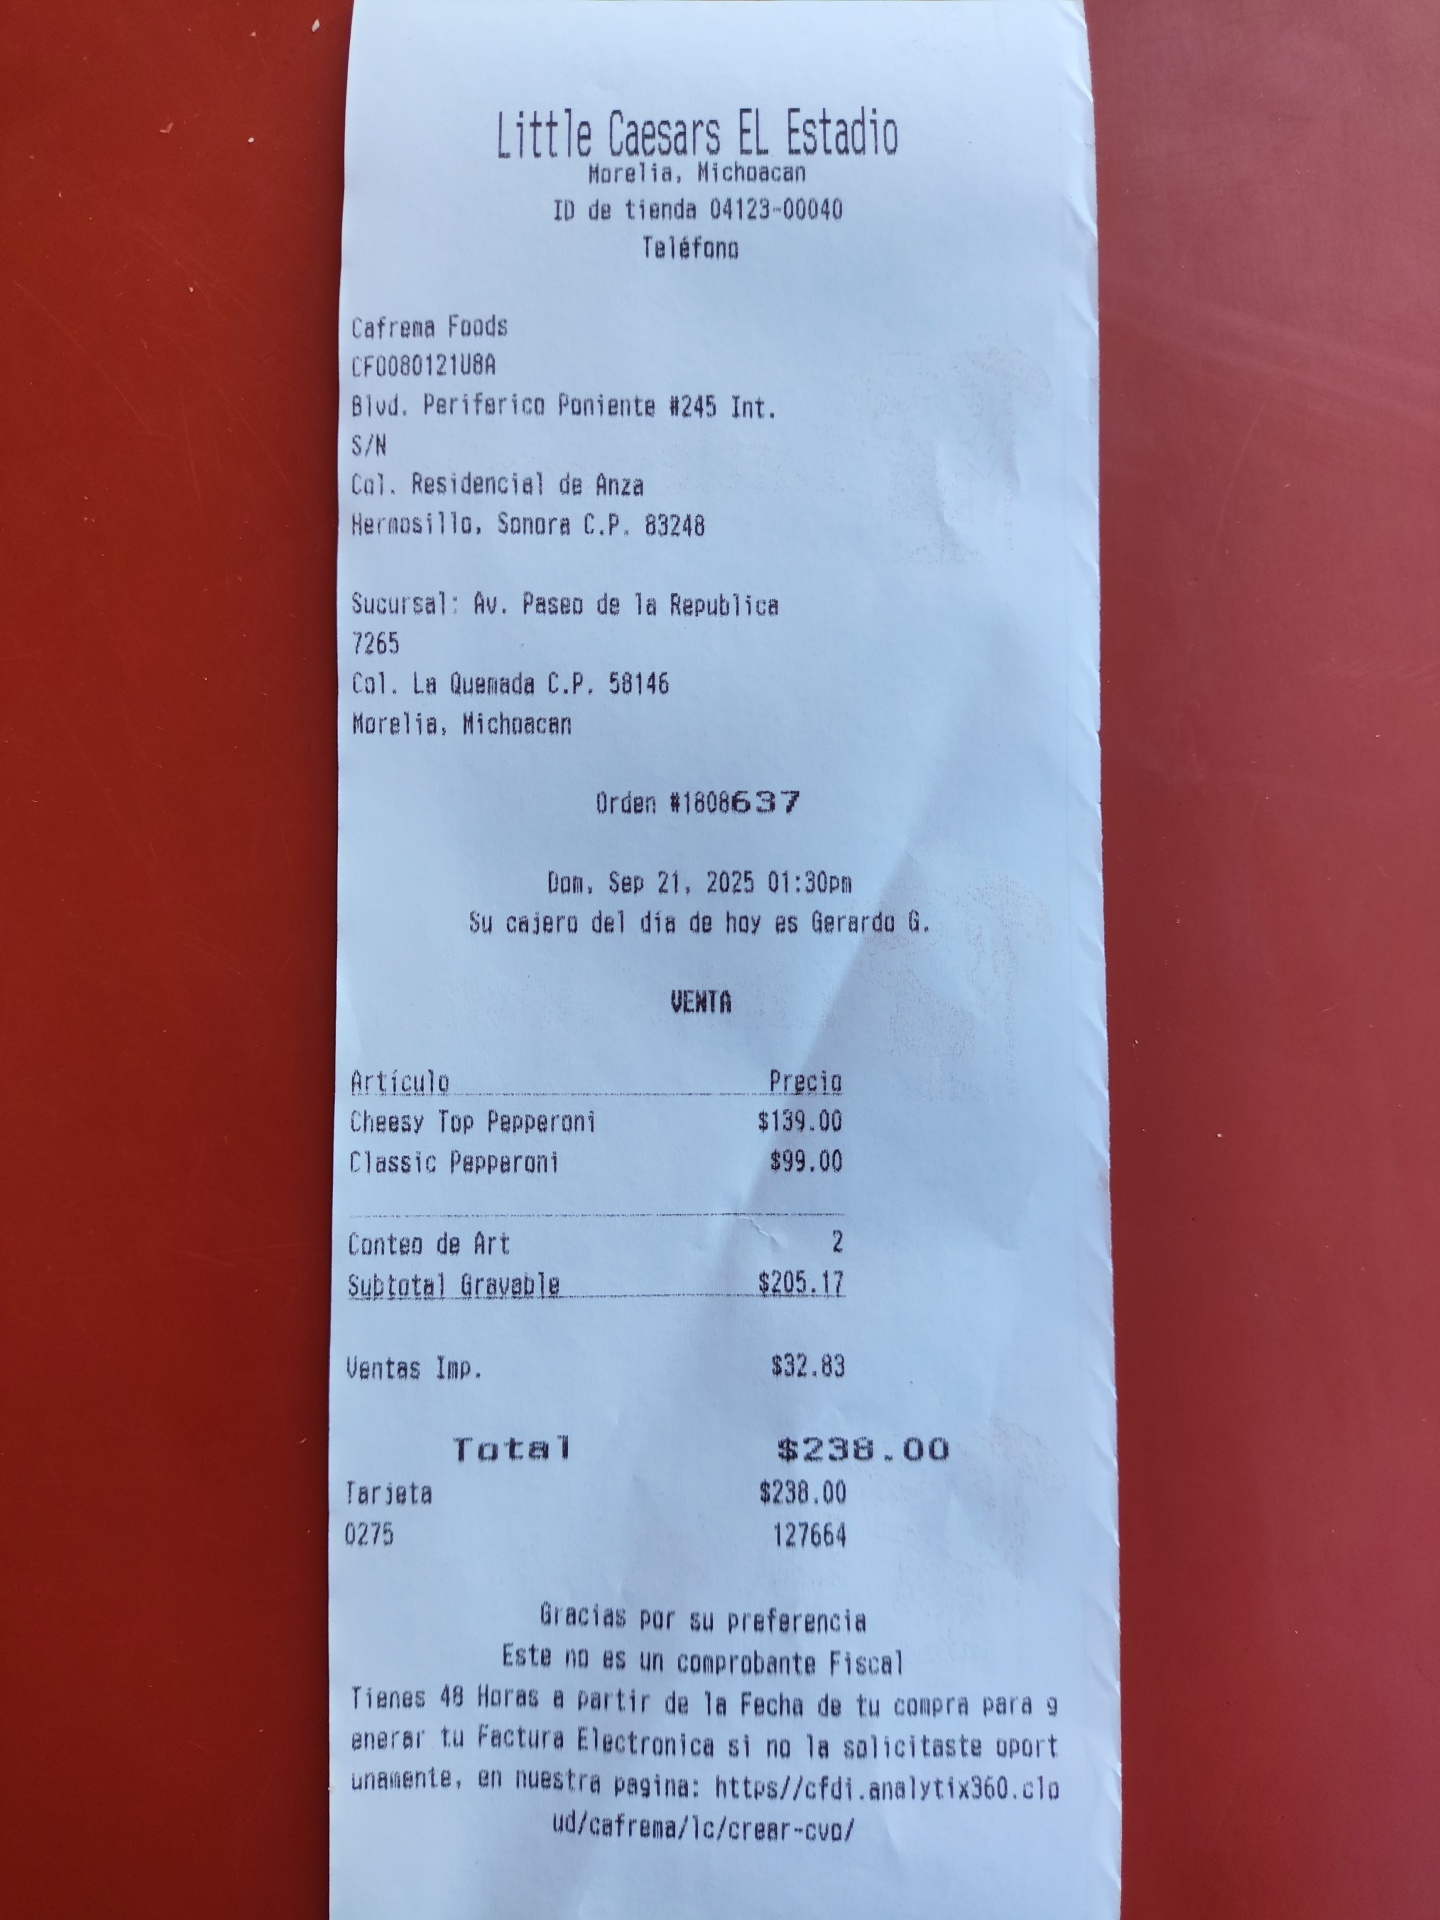 Little Caesars EL Estadio
Morelia, Michoacan
ID de tienda 04123-00040
Teléfono
Cafrema Foods
CFO080121U8A
Blvd. Periferico Poniente #245 Int.
S/N
Col. Residencial de Anza
Hermosillo, Sonora C.P. 83248
Sucursal: Av. Paseo de la Republica
7265
Col. La Quemada C.P. 58146
Morelia, Michoacan
Orden #1808637
Dom, Sep 21, 2025 01:30pm
Su cajero del día de hoy es Gerardo G.
VENTA
Artículo Precio
Cheesy Top Pepperoni $139.00
Classic Pepperoni $99.00
Conteo de Art 2
Subtotal Gravable $205.17
Ventas Imp. $32.83
Total $238.00
Tarjeta $238.00
0275 127664
Gracias por su preferencia
Este no es un comprobante Fiscal
Tienes 48 Horas a partir de la Fecha de tu compra para g
enerar tu Factura Electronica si no la solicitaste oport
unamente, en nuestra pagina: https//cfdi.analytix360.clo
ud/cafrema/lc/crear-cvo/